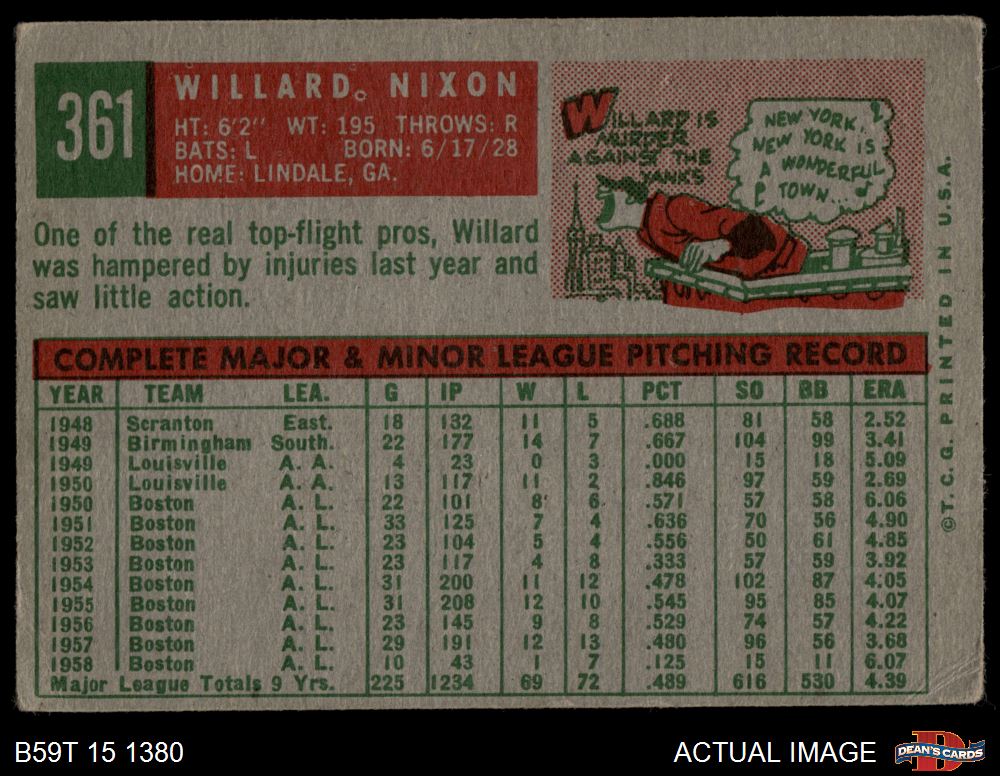 361
WILLARD NIXON
HT: 6'2" WT: 195 THROWS: R
BATS: L BORN: 6/17/28
HOME: LINDALE, GA.
WILLARD IS
MURDER
AGAINST THE
YANKS
NEW YORK,
NEW YORK IS
A WONDERFUL
TOWN...
One of the real top-flight pros, Willard
was hampered by injuries last year and
saw little action.
COMPLETE MAJOR & MINOR LEAGUE PITCHING RECORD
YEAR TEAM LEA. G IP W L PCT SO BB ERA
1948 Scranton East. 18 132 11 5 .688 81 58 2.52
1949 Birmingham South. 22 177 14 7 .667 104 99 3.41
1949 Louisville A. A. 4 23 0 3 .000 15 18 5.09
1950 Louisville A. A. 13 117 11 2 .846 97 59 2.69
1950 Boston A. L. 22 101 8 6 .571 57 58 6.06
1951 Boston A. L. 33 125 7 4 .636 70 56 4.90
1952 Boston A. L. 23 104 5 4 .556 50 61 4.85
1953 Boston A. L. 23 117 4 8 .333 57 59 3.92
1954 Boston A. L. 31 200 11 12 .478 102 87 4.05
1955 Boston A. L. 31 208 12 10 .545 95 85 4.07
1956 Boston A. L. 23 145 9 8 .529 74 57 4.22
1957 Boston A. L. 29 191 12 13 .480 96 56 3.68
1958 Boston A. L. 10 43 1 7 .125 15 11 6.07
Major League Totals 9 Yrs. 225 1234 69 72 .489 616 530 4.39
©T.C.G. PRINTED IN U.S.A.
B59T 15 1380
ACTUAL IMAGE
D
DEAN'S CARDS